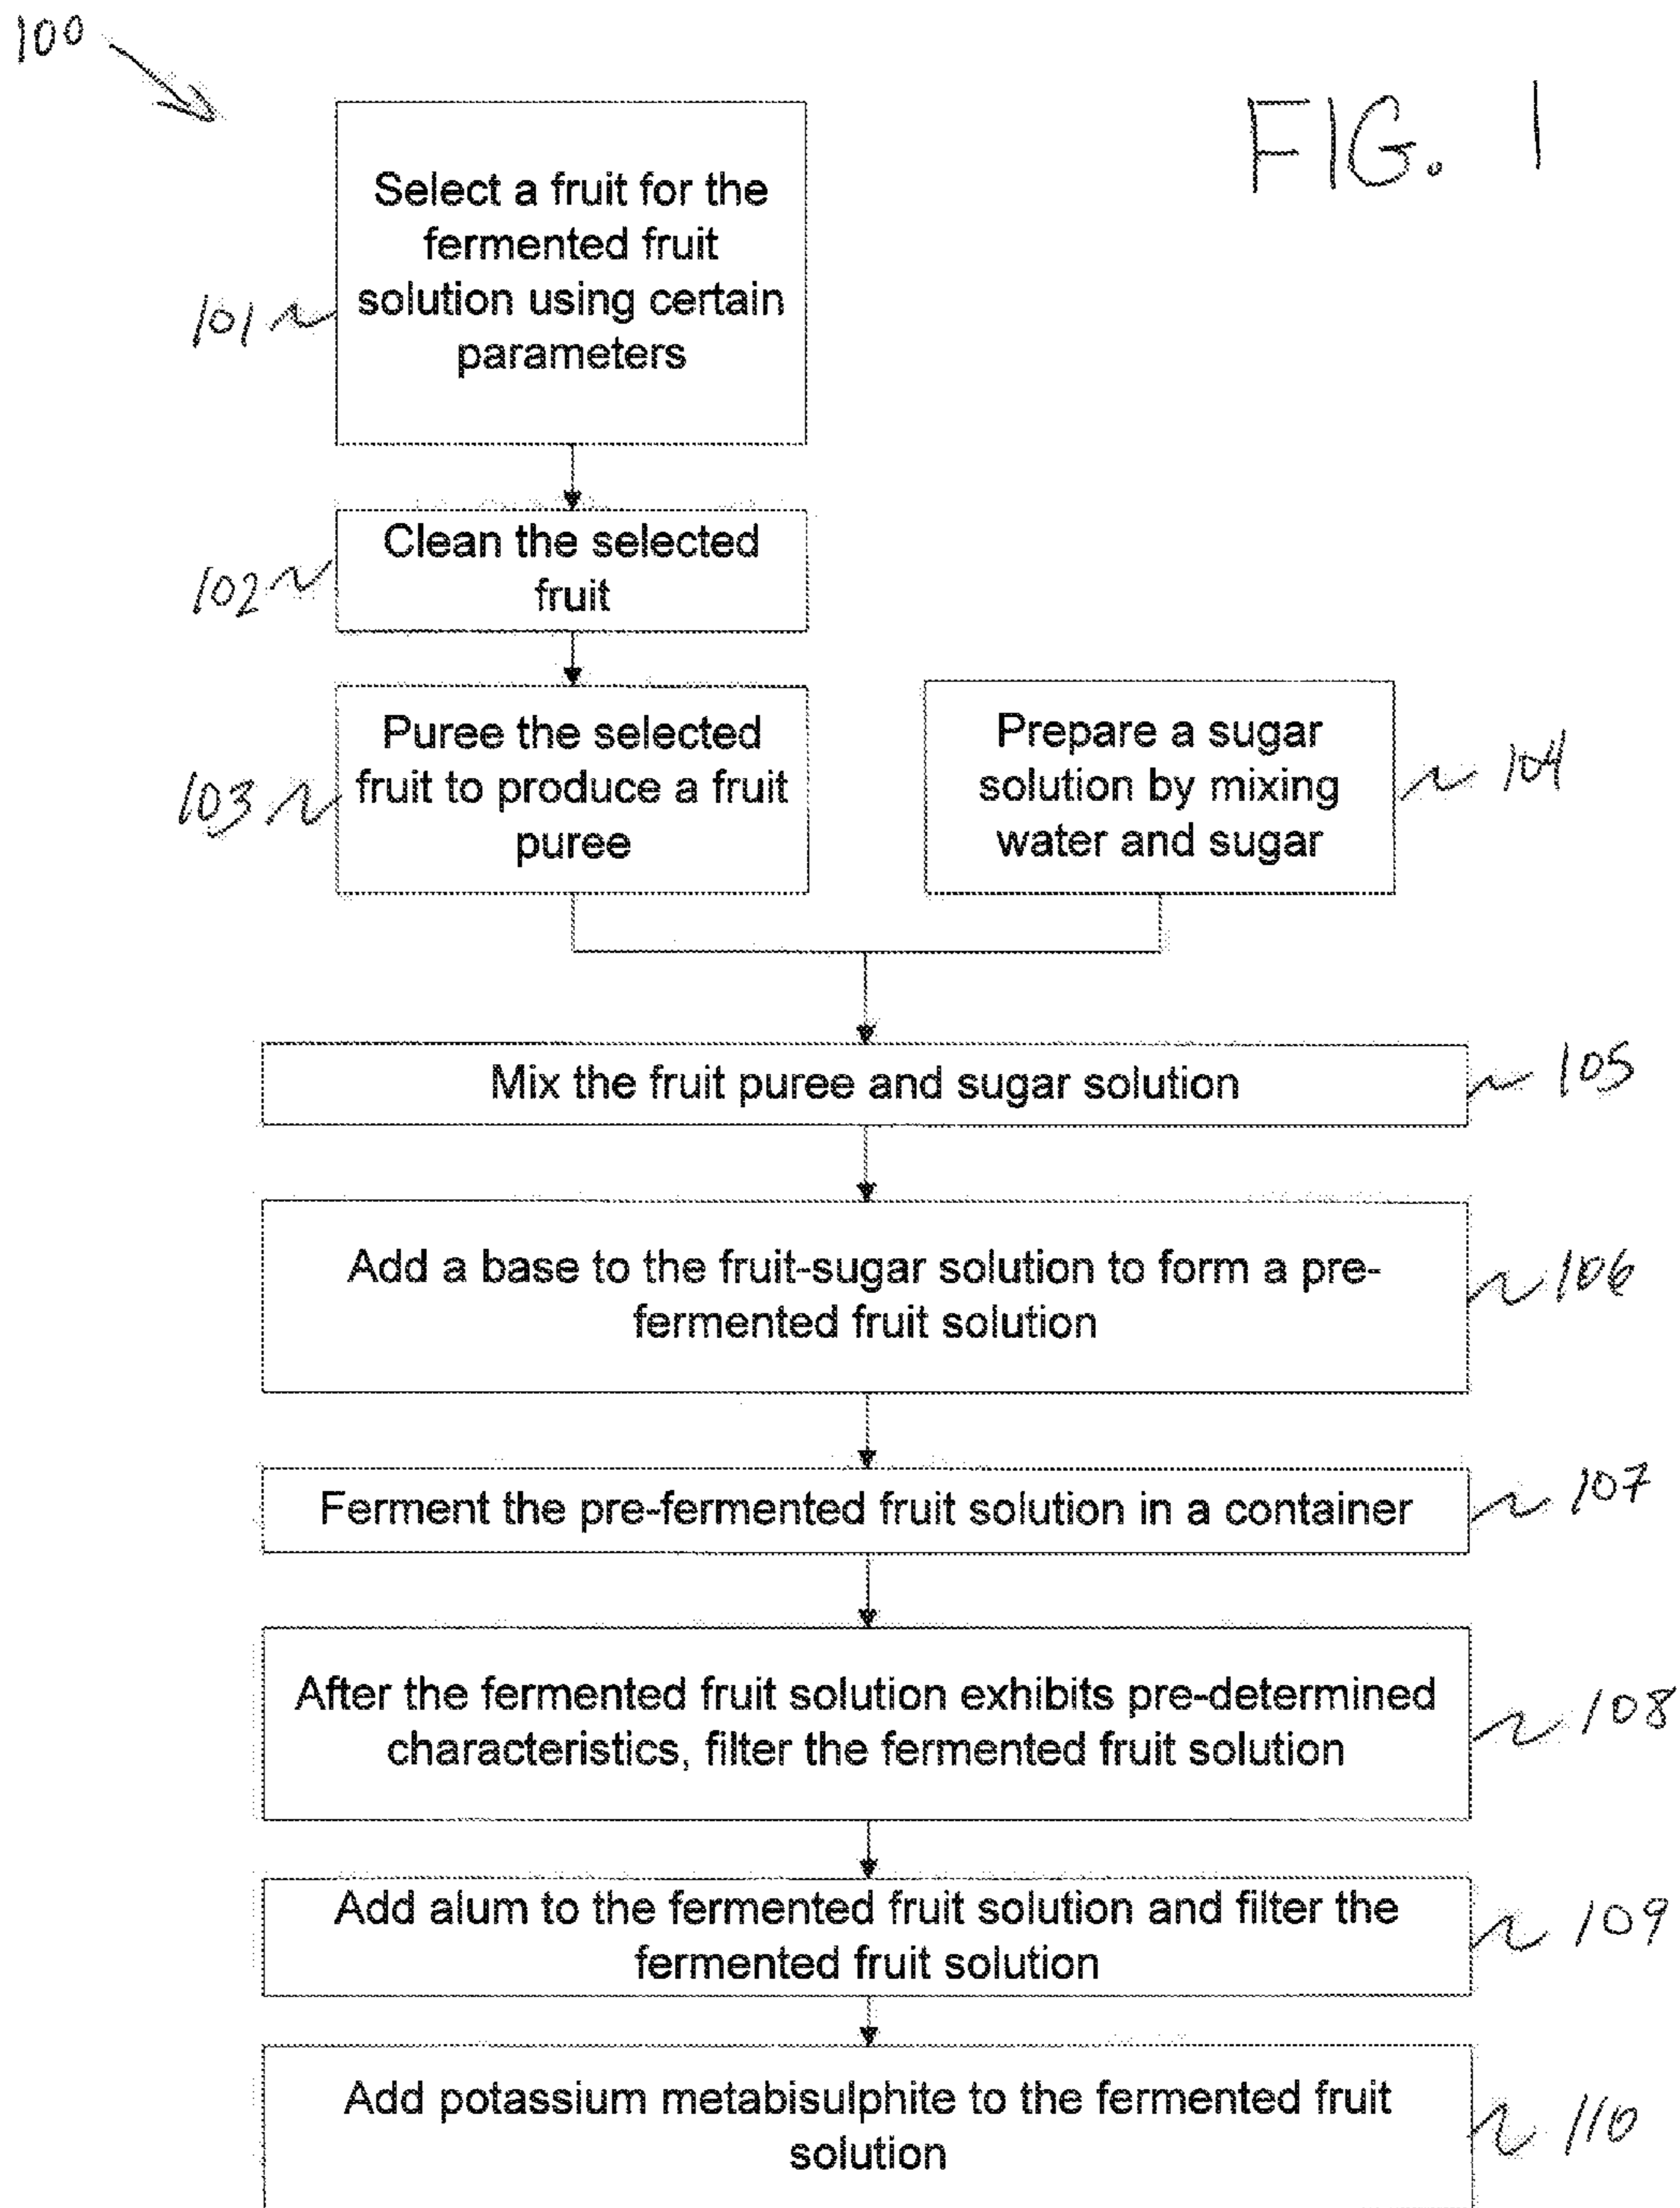 100
FIG. 1
Select a fruit for the
fermented fruit
solution using certain
parameters
101
Clean the selected
fruit
102
Puree the selected
fruit to produce a fruit
puree
103
Prepare a sugar
solution by mixing
water and sugar
104
Mix the fruit puree and sugar solution
105
Add a base to the fruit-sugar solution to form a pre-
fermented fruit solution
106
Ferment the pre-fermented fruit solution in a container
107
After the fermented fruit solution exhibits pre-determined
characteristics, filter the fermented fruit solution
108
Add alum to the fermented fruit solution and filter the
fermented fruit solution
109
Add potassium metabisulphite to the fermented fruit
solution
110